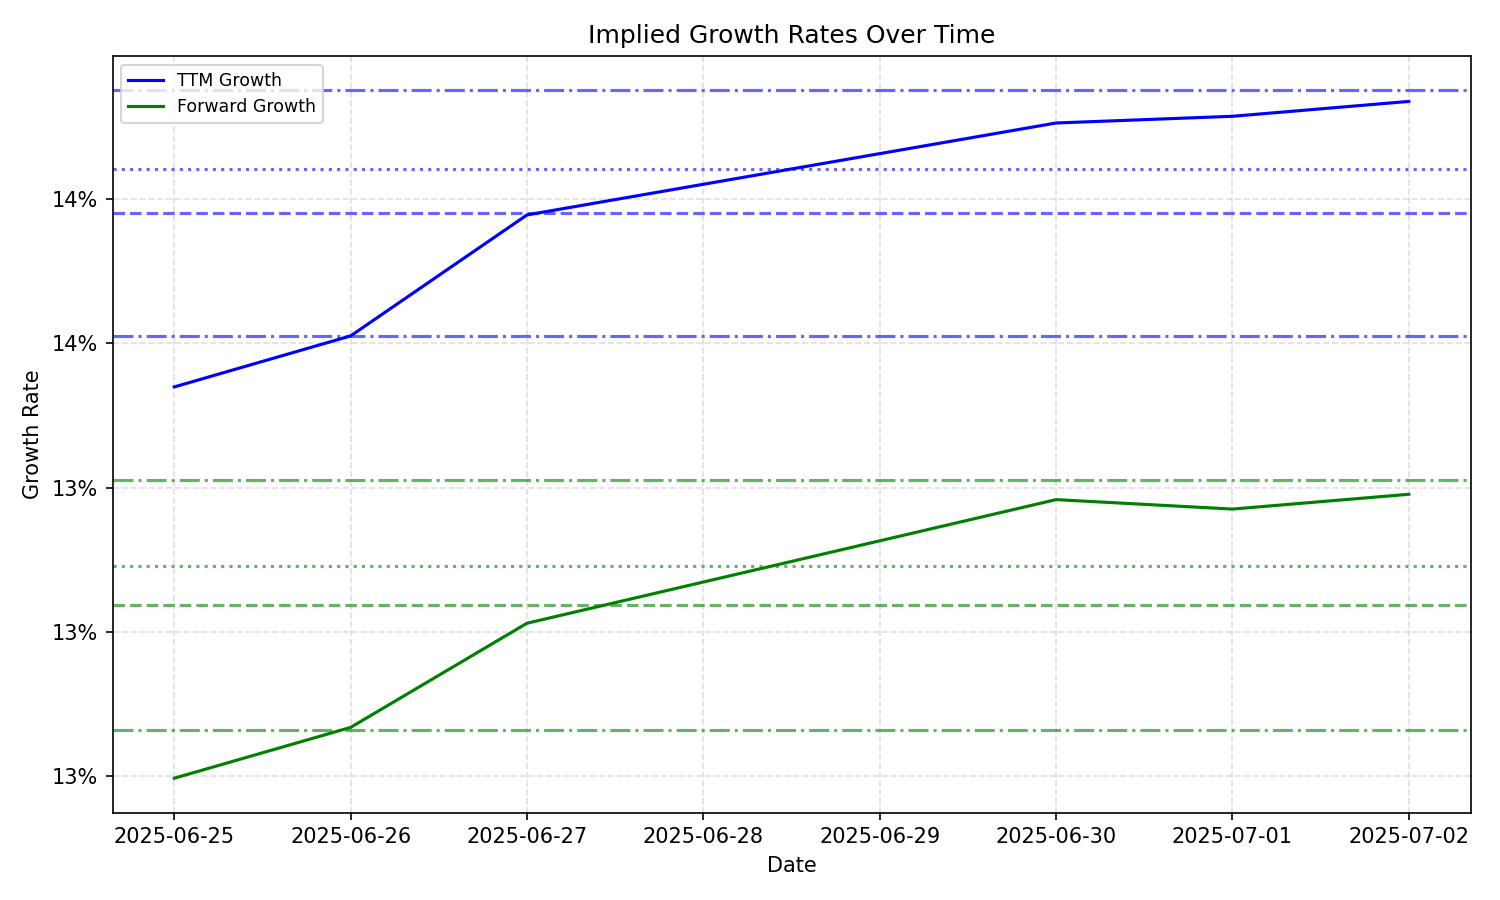 Implied Growth Rates Over Time
TTM Growth
Forward Growth
14%
14%
13%
13%
13%
Growth Rate
2025-06-25 2025-06-26 2025-06-27 2025-06-28 2025-06-29 2025-06-30 2025-07-01 2025-07-02
Date